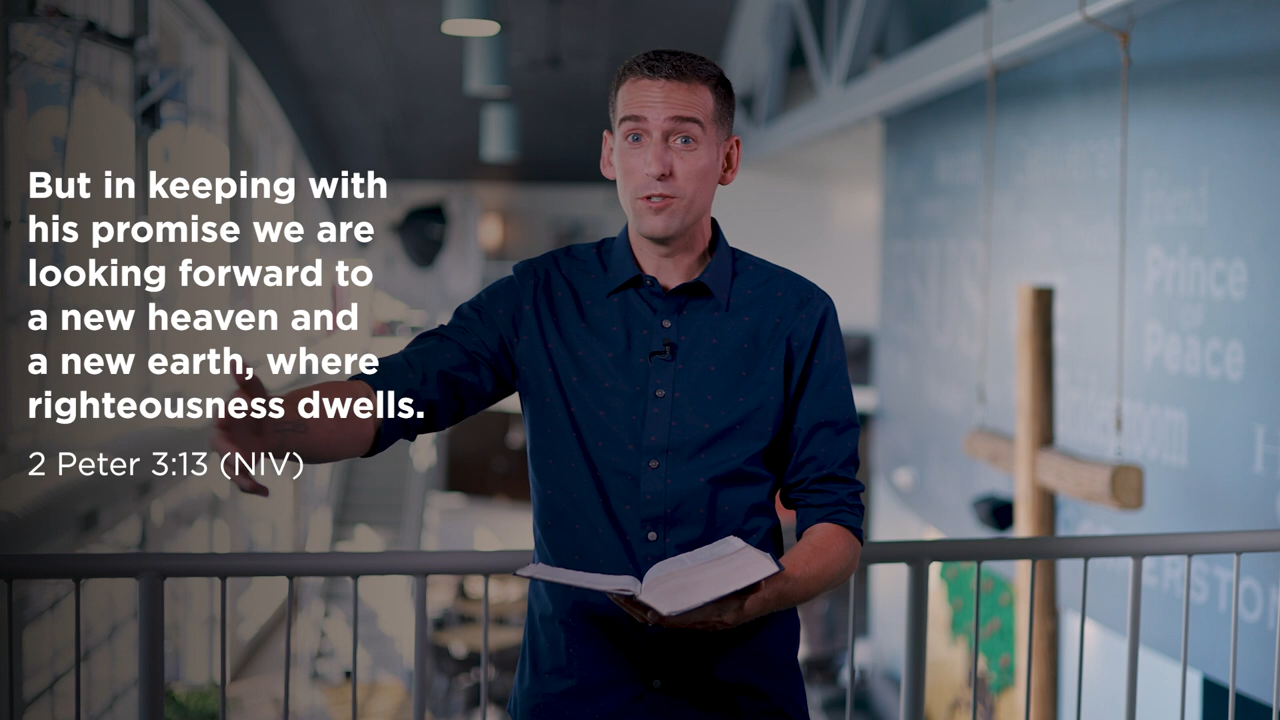 But in keeping with
his promise we are
looking forward to
a new heaven and
a new earth, where
righteousness dwells.
2 Peter 3:13 (NIV)
Prince
of
Peace